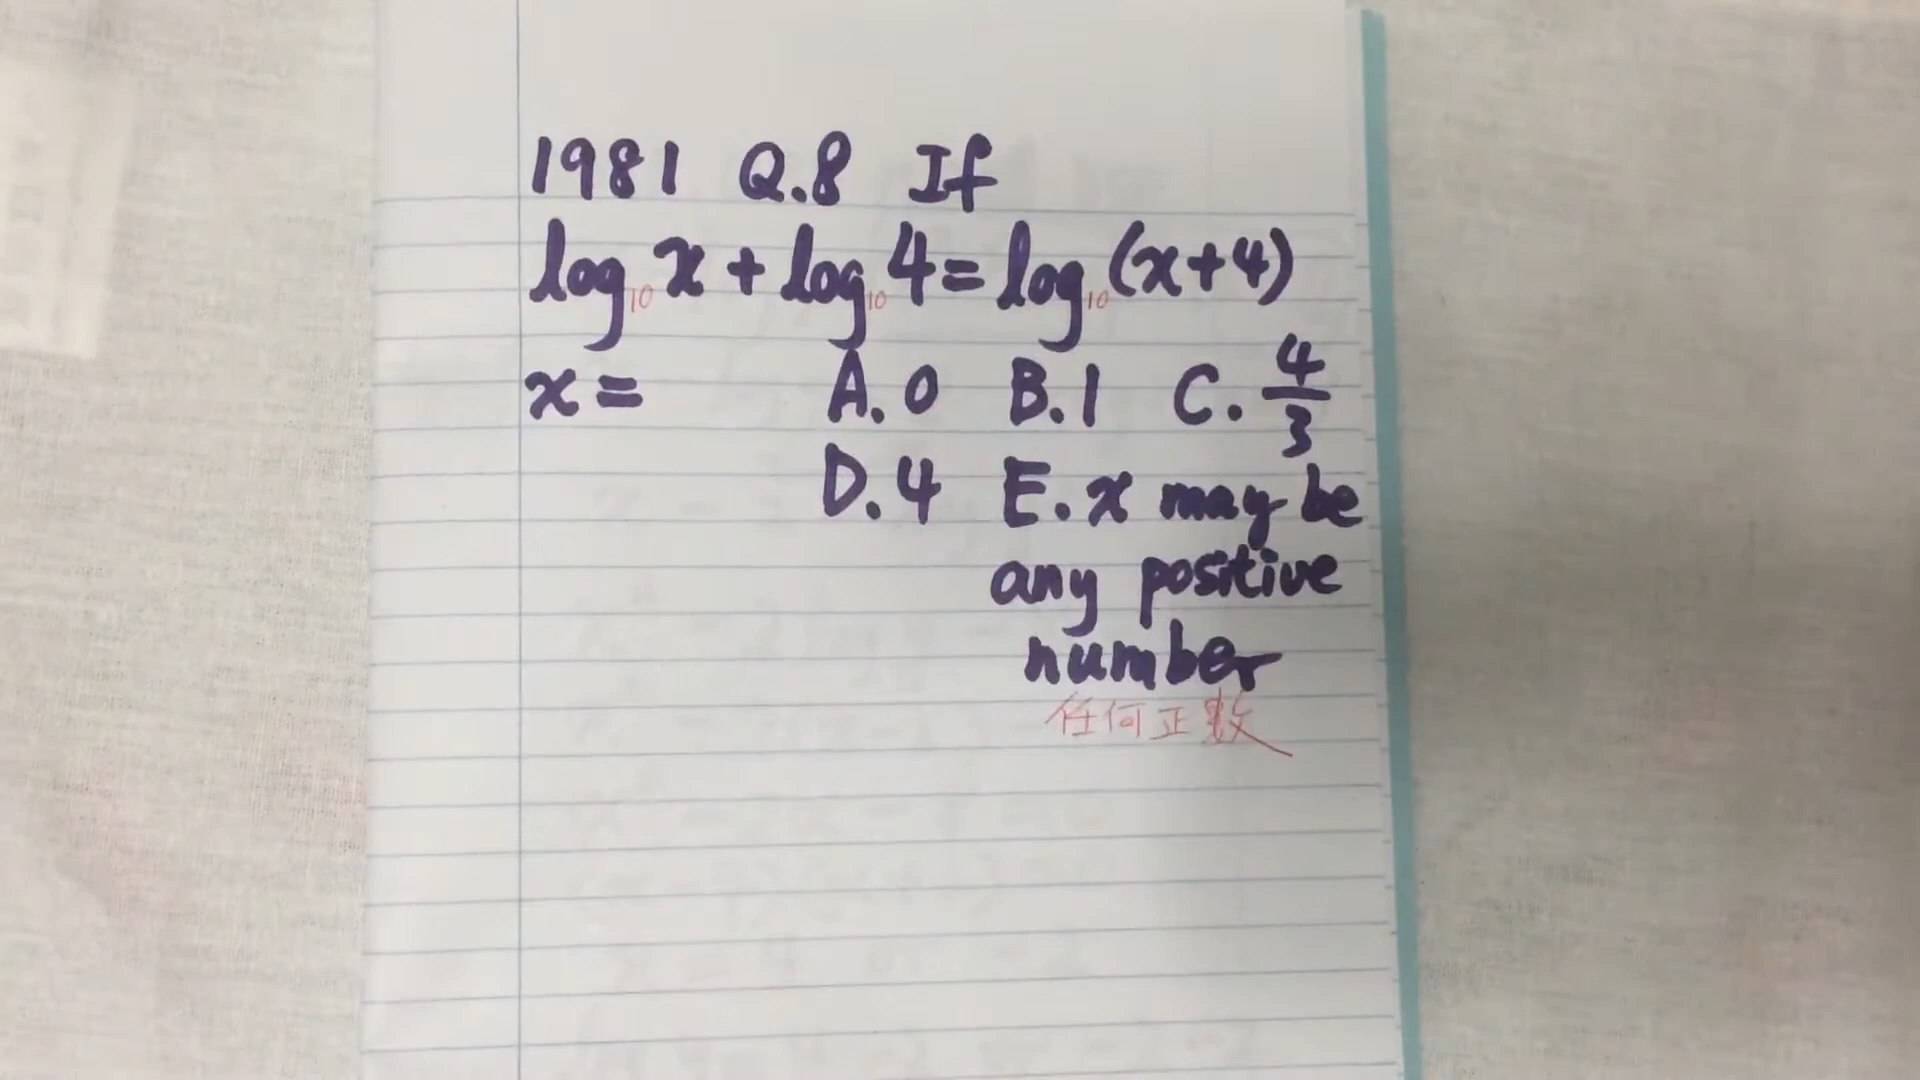 1981 Q.8 If
log₁₀ x + log₁₀ 4 = log₁₀ (x+4)
x = A. 0 B. 1 C. 4/3
D. 4 E. x may be
any positive
number
任何正数